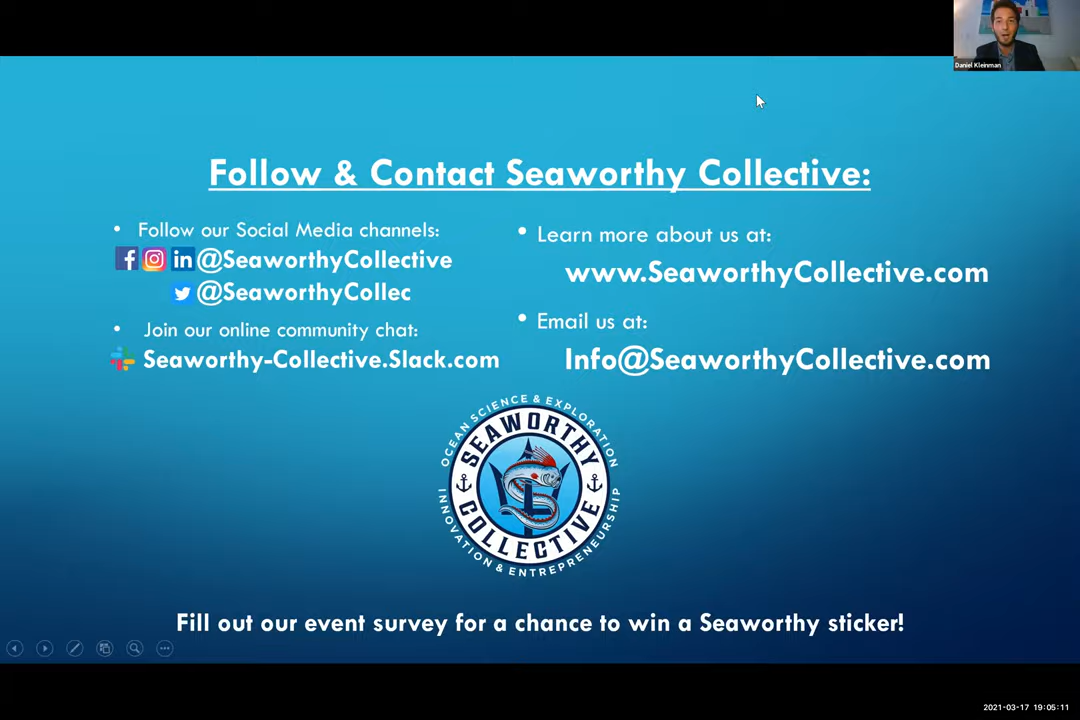 Daniel Kleinman
Follow & Contact Seaworthy Collective:
• Follow our Social Media channels:
@SeaworthyCollective
@SeaworthyCollec
• Join our online community chat:
Seaworthy-Collective.Slack.com
• Learn more about us at:
www.SeaworthyCollective.com
• Email us at:
Info@SeaworthyCollective.com
OCEAN SCIENCE & EXPLORATION
SEAWORTHY
COLLECTIVE
INNOVATION & ENTREPRENEURSHIP
Fill out our event survey for a chance to win a Seaworthy sticker!
2021-03-17 19:05:11